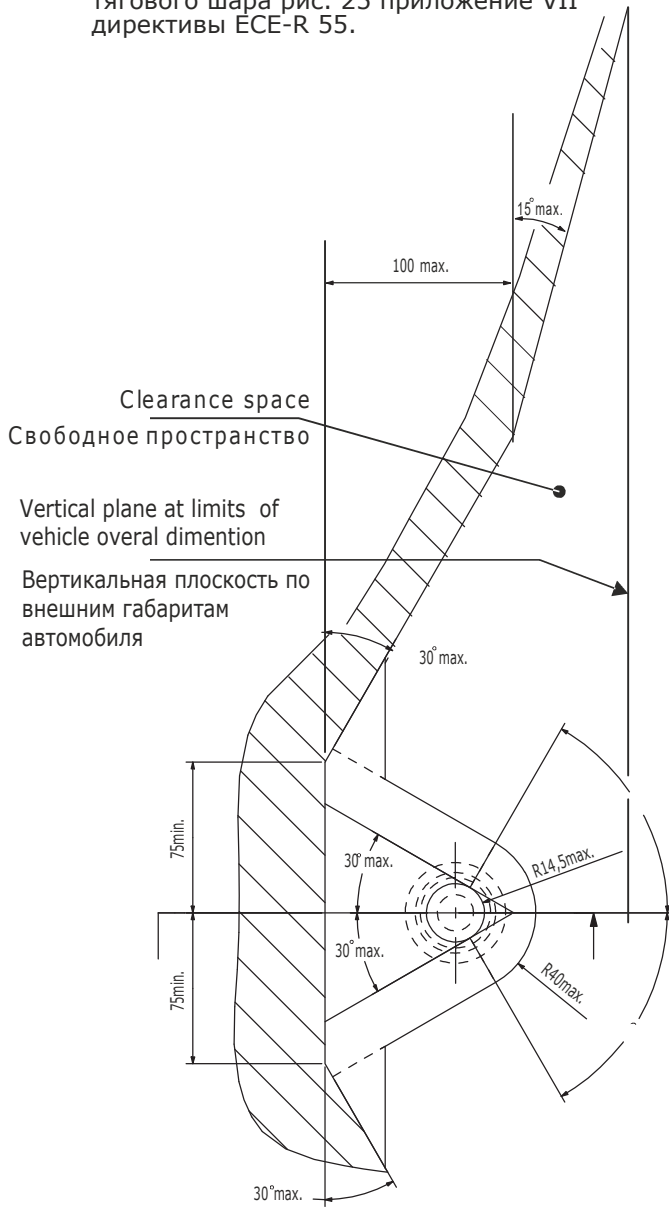 тягового шара рис. 25 приложение VII
директивы ECE-R 55.
15°max.
100 max.
Clearance space
Свободное пространство
Vertical plane at limits of
vehicle overal dimention
Вертикальная плоскость по
внешним габаритам
автомобиля
30°max.
75min.
30°max.
R14,5max.
30°max.
75min.
R40max.
30°max.